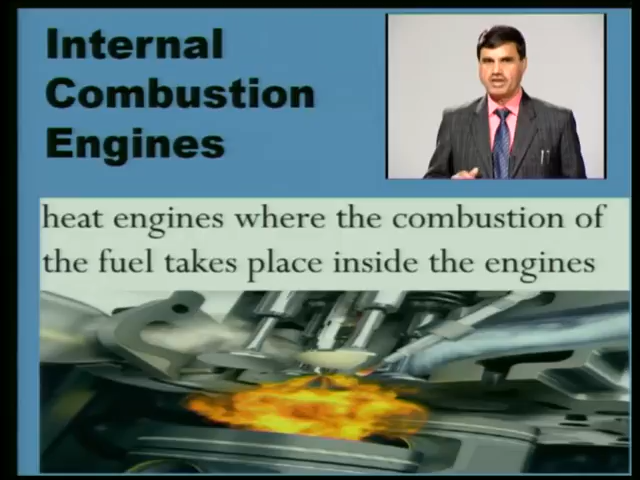 Internal
Combustion
Engines
heat engines where the combustion of
the fuel takes place inside the engines